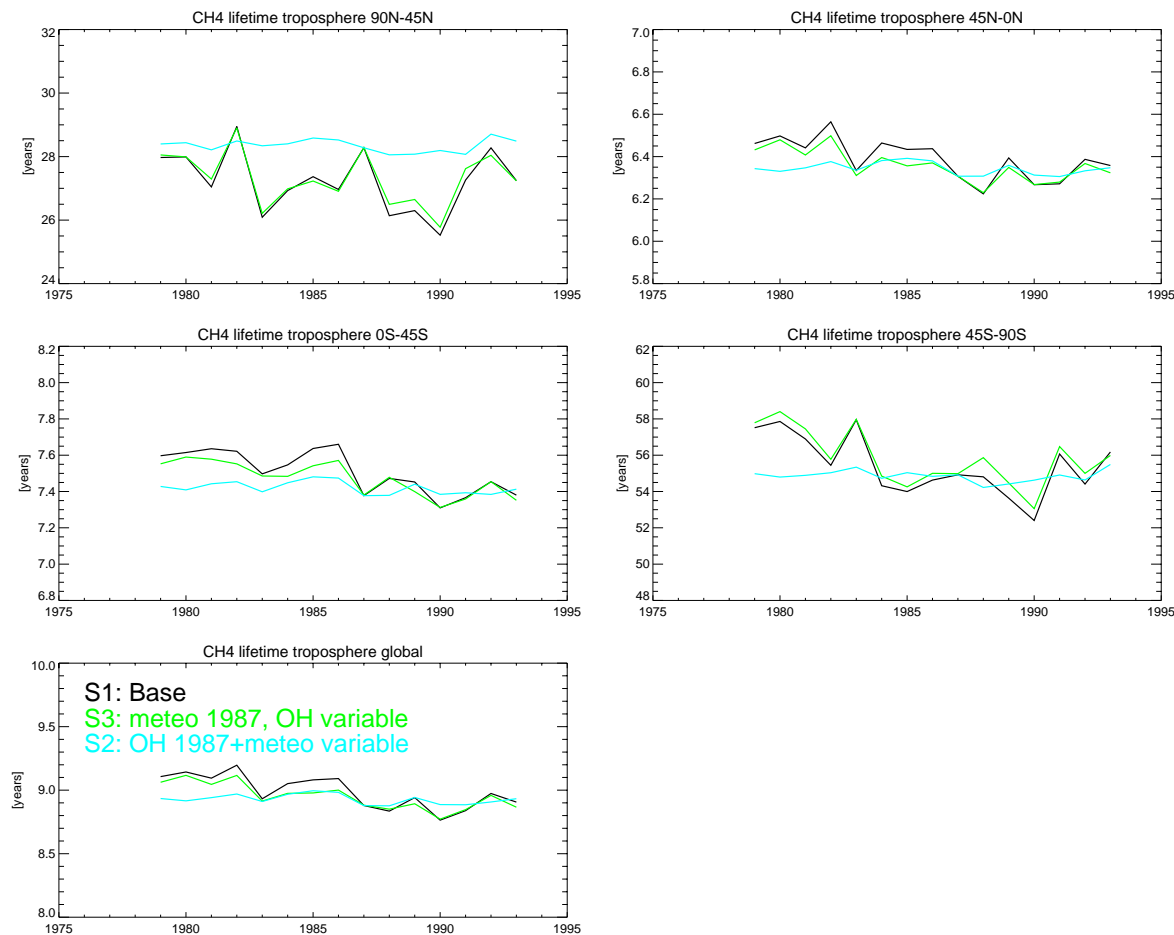 CH4 lifetime troposphere 90N-45N
32
30
28
26
24
[years]
1975 1980 1985 1990 1995
CH4 lifetime troposphere 45N-0N
7.0
6.8
6.6
6.4
6.2
6.0
5.8
[years]
1975 1980 1985 1990 1995
CH4 lifetime troposphere 0S-45S
8.2
8.0
7.8
7.6
7.4
7.2
7.0
6.8
[years]
1975 1980 1985 1990 1995
CH4 lifetime troposphere 45S-90S
62
60
58
56
54
52
50
48
[years]
1975 1980 1985 1990 1995
CH4 lifetime troposphere global
10.0
9.5
9.0
8.5
8.0
[years]
S1: Base
S3: meteo 1987, OH variable
S2: OH 1987+meteo variable
1975 1980 1985 1990 1995